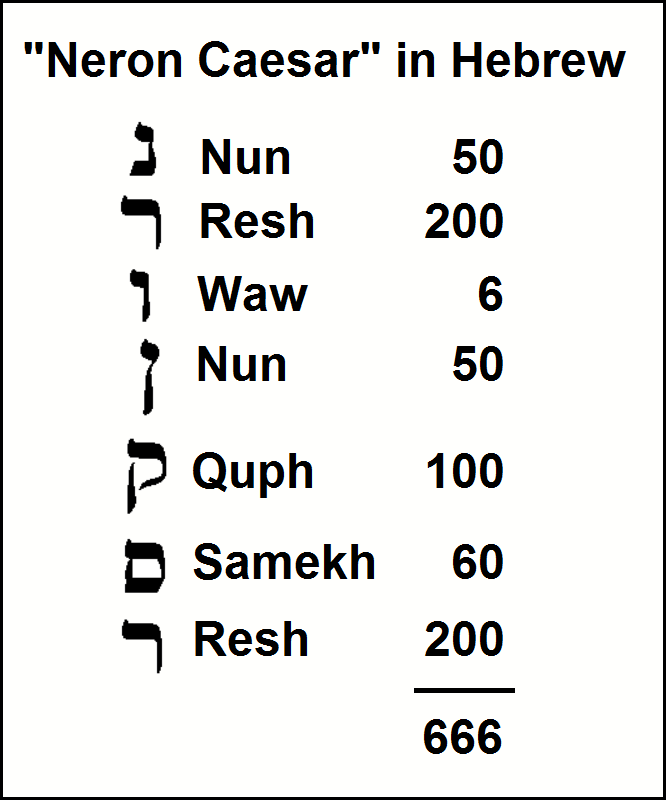 "Neron Caesar" in Hebrew
נ Nun 50
ר Resh 200
ו Waw 6
ן Nun 50
ק Quph 100
ם Samekh 60
ר Resh 200
666